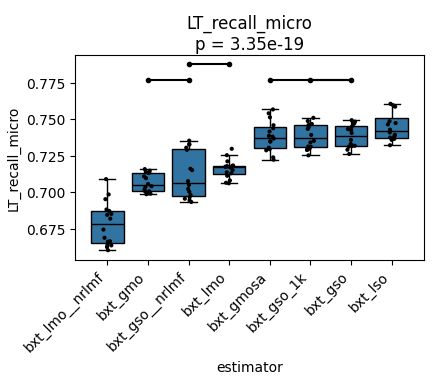 LT_recall_micro
p = 3.35e-19
LT_recall_micro
0.775
0.750
0.725
0.700
0.675
bxt_lmo__nrlmf
bxt_gmo
bxt_gso__nrlmf
bxt_lmo
bxt_gmosa
bxt_gso_1k
bxt_gso
bxt_lso
estimator